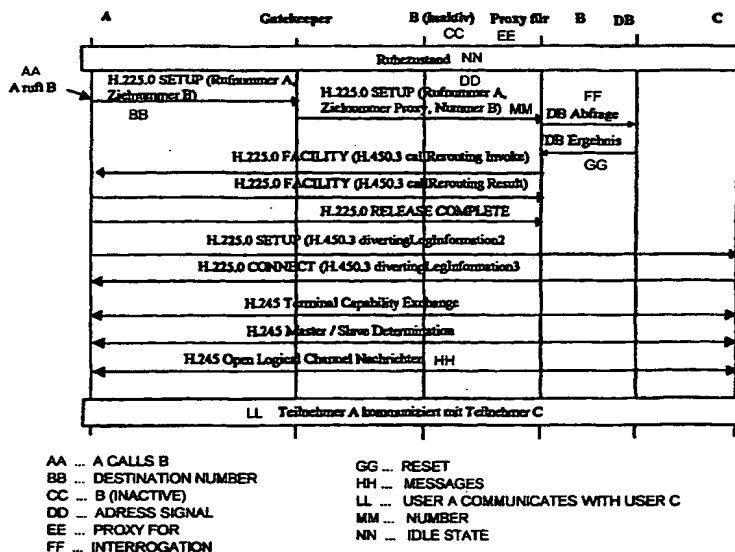 A Gatekeeper B (inaktiv) Proxy für B DB C
CC EE
Ruhezustand NN
AA
A ruft B
H.225.0 SETUP (Rufnummer A,
Zielnummer B)
BB
DD
H.225.0 SETUP (Rufnummer A,
Zielnummer Proxy, Nummer B) MM
FF
DB Abfrage
DB Ergebnis
GG
H.225.0 FACILITY (H.450.3 callRerouting Invoke)
H.225.0 FACILITY (H.450.3 callRerouting Result)
H.225.0 RELEASE COMPLETE
H.225.0 SETUP (H.450.3 divertingLegInformation2
H.225.0 CONNECT (H.450.3 divertingLegInformation3
H.245 Terminal Capability Exchange
H.245 Master / Slave Determination
H.245 Open Logical Channel Nachrichten HH
LL Teilnehmer A kommuniziert mit Teilnehmer C
AA ... A CALLS B
BB ... DESTINATION NUMBER
CC ... B (INACTIVE)
DD ... ADRESS SIGNAL
EE ... PROXY FOR
FF ... INTERROGATION
GG ... RESET
HH ... MESSAGES
LL ... USER A COMMUNICATES WITH USER C
MM ... NUMBER
NN ... IDLE STATE